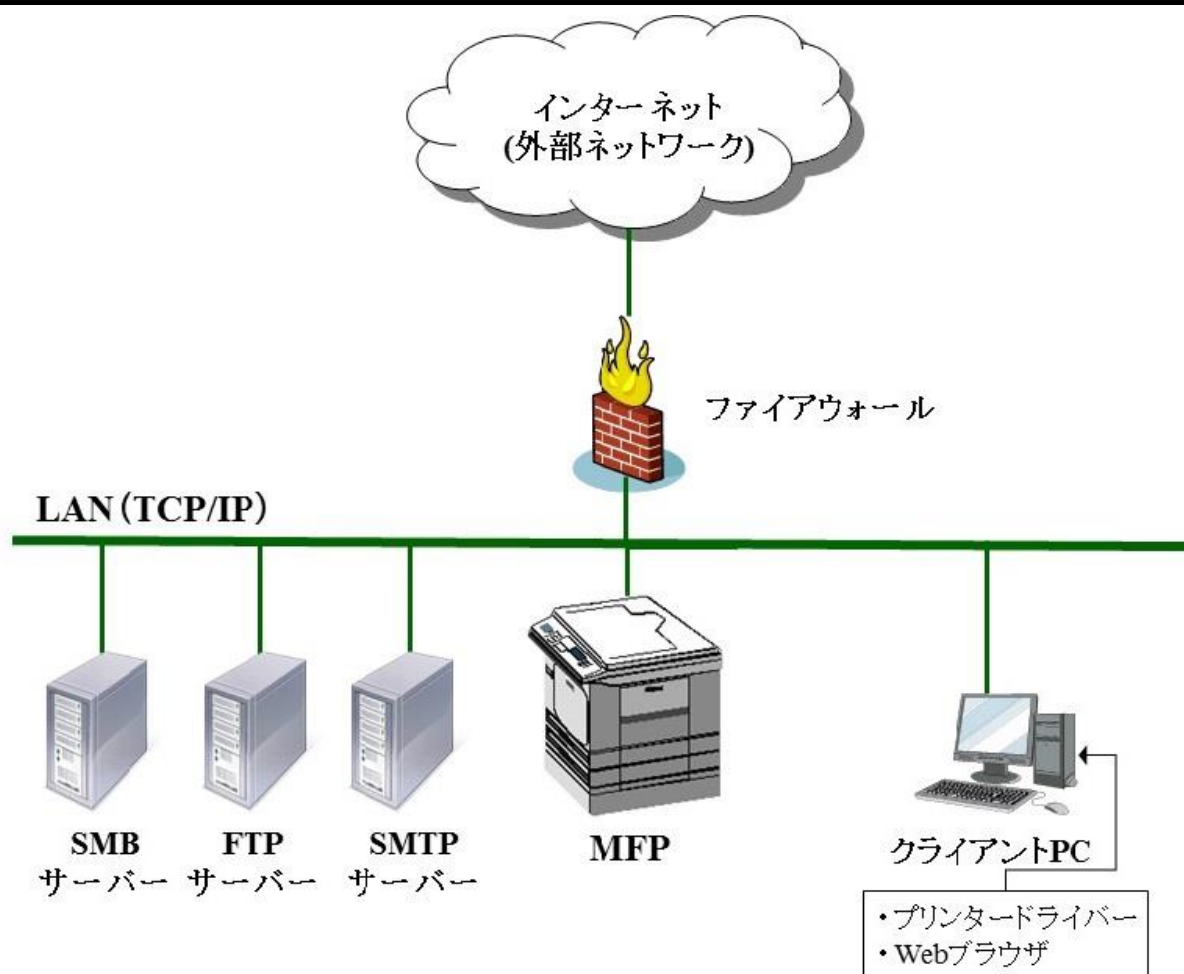 インターネット
(外部ネットワーク)
ファイアウォール
LAN(TCP/IP)
SMB
サーバー
FTP
サーバー
SMTP
サーバー
MFP
クライアントPC
・プリンタードライバー
・Webブラウザ